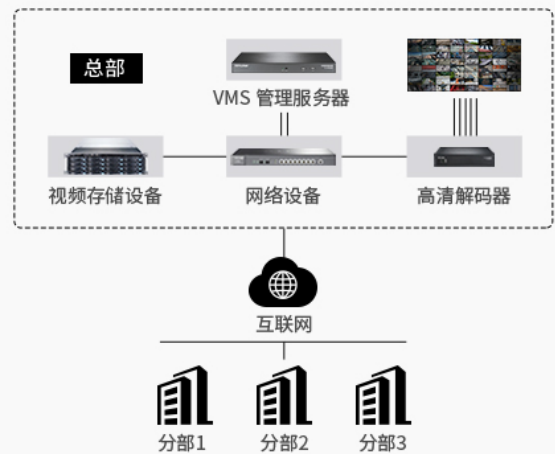 总部
VMS 管理服务器
视频存储设备
网络设备
高清解码器
互联网
分部1
分部2
分部3